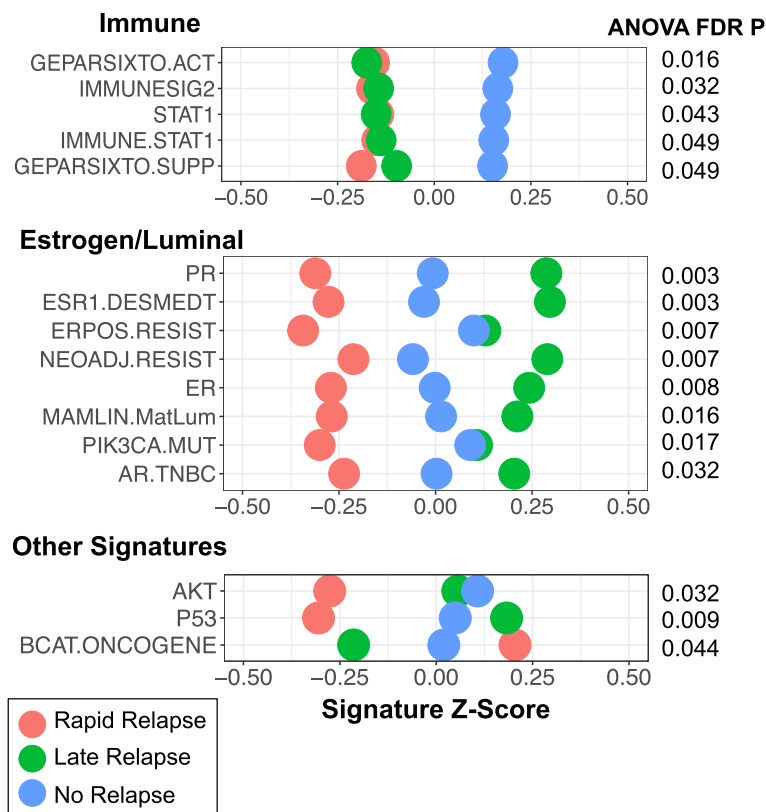 Immune
ANOVA FDR P
GEPARSIXTO.ACT 0.016
IMMUNESIG2 0.032
STAT1 0.043
IMMUNE.STAT1 0.049
GEPARSIXTO.SUPP 0.049
−0.50 −0.25 0.00 0.25 0.50
Estrogen/Luminal
PR 0.003
ESR1.DESMEDT 0.003
ERPOS.RESIST 0.007
NEOADJ.RESIST 0.007
ER 0.008
MAMLIN.MatLum 0.016
PIK3CA.MUT 0.017
AR.TNBC 0.032
−0.50 −0.25 0.00 0.25 0.50
Other Signatures
AKT 0.032
P53 0.009
BCAT.ONCOGENE 0.044
−0.50 −0.25 0.00 0.25 0.50
Signature Z-Score
Rapid Relapse
Late Relapse
No Relapse